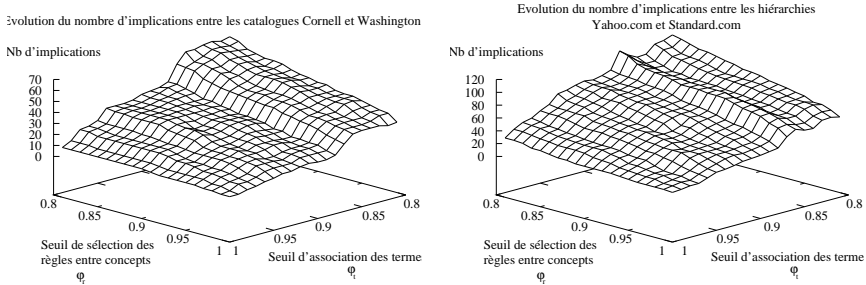 Evolution du nombre d'implications entre les catalogues Cornell et Washington
Nb d'implications
70
60
50
40
30
20
10
0
0.8
0.85
0.9
0.95
1
1
0.95
0.9
0.85
0.8
Seuil de sélection des
règles entre concepts
φr
Seuil d'association des terme
φt
Evolution du nombre d'implications entre les hiérarchies
Yahoo.com et Standard.com
Nb d'implications
120
100
80
60
40
20
0
0.8
0.85
0.9
0.95
1
1
0.95
0.9
0.85
0.8
Seuil de sélection des
règles entre concepts
φr
Seuil d'association des terme
φt